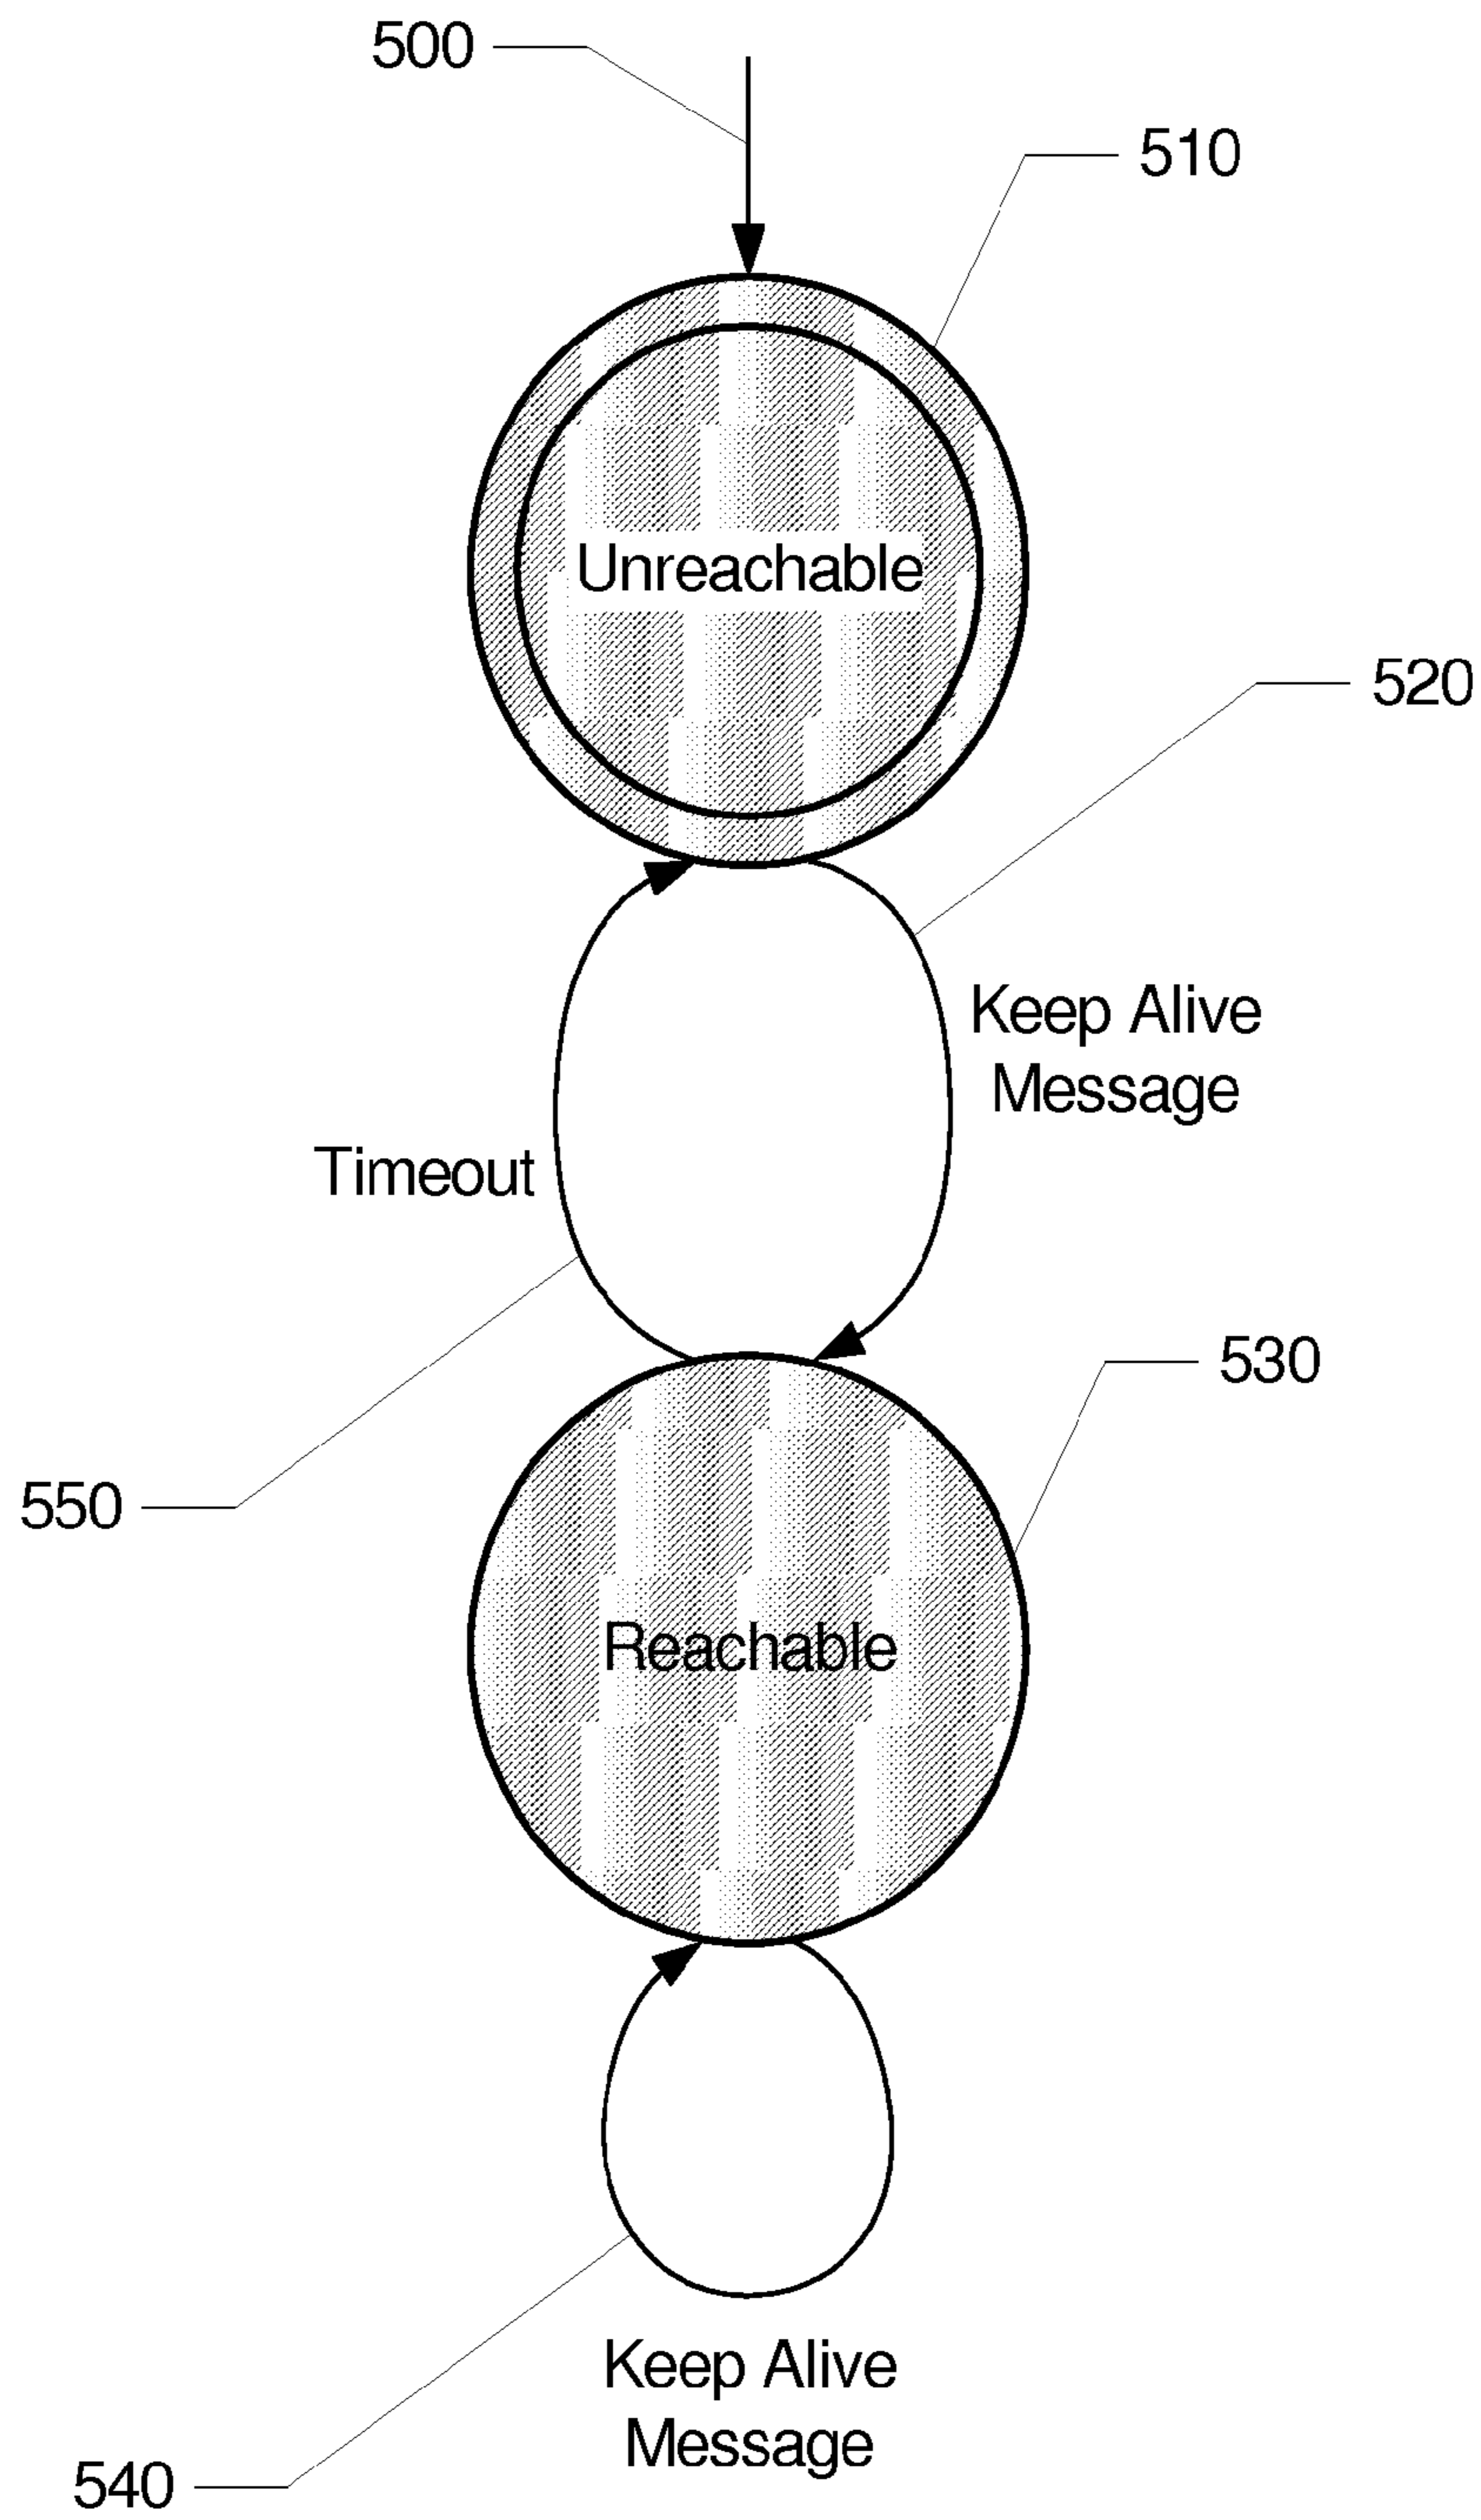 500
510
Unreachable
520
Keep Alive
Message
Timeout
530
550
Reachable
Keep Alive
Message
540